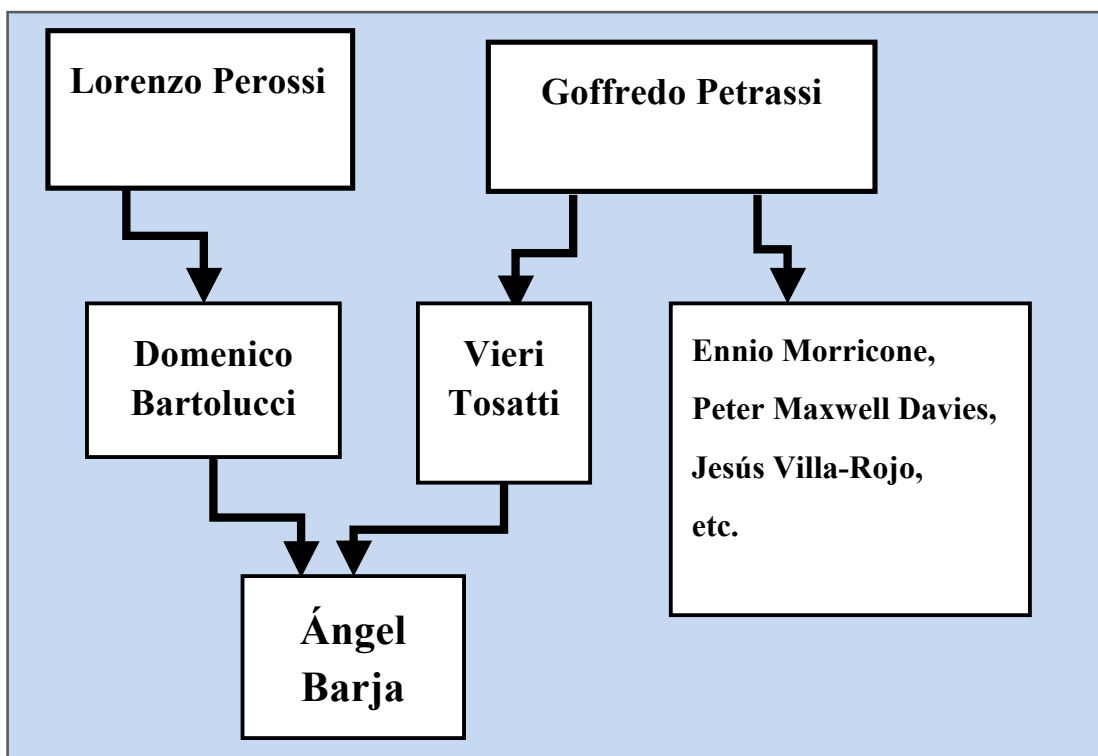 Lorenzo Perossi
Goffredo Petrassi
Domenico
Bartolucci
Vieri
Tosatti
Ennio Morricone,
Peter Maxwell Davies,
Jesús Villa-Rojo,
etc.
Ángel
Barja